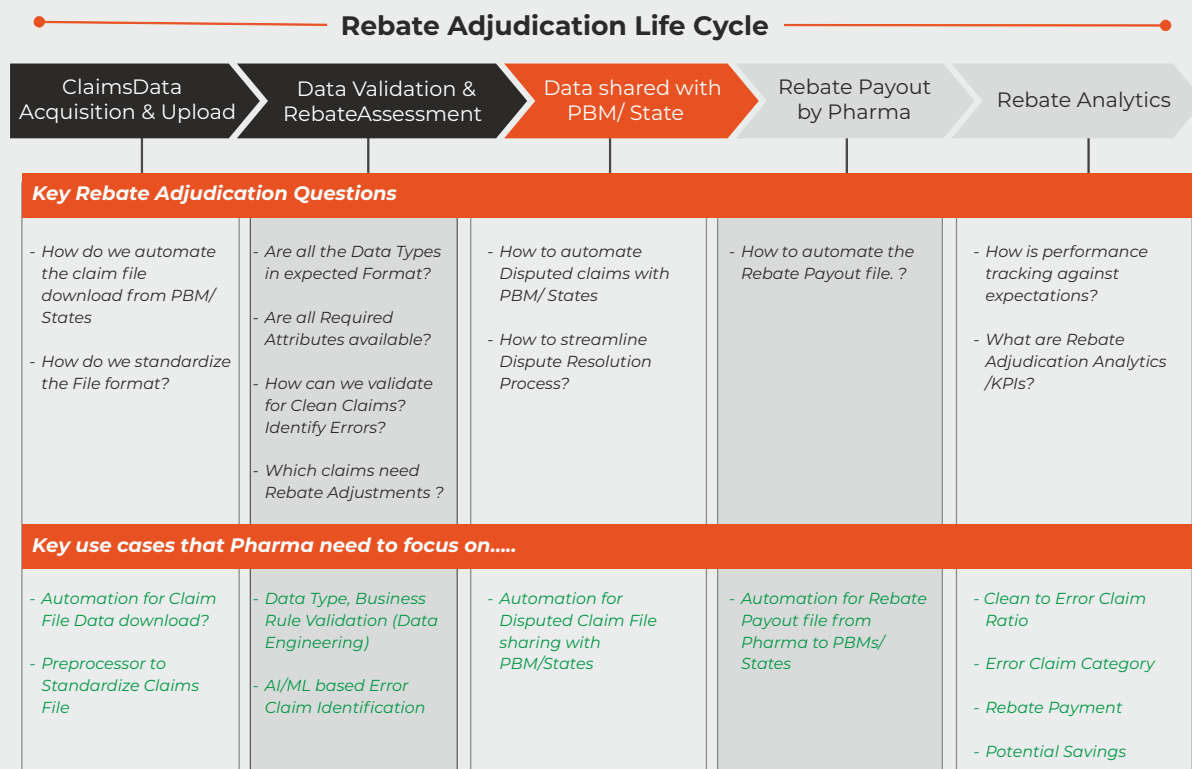 Rebate Adjudication Life Cycle
ClaimsData
Acquisition & Upload
Data Validation &
RebateAssessment
Data shared with
PBM/ State
Rebate Payout
by Pharma
Rebate Analytics
Key Rebate Adjudication Questions
- How do we automate
the claim file
download from PBM/
States
- How do we standardize
the File format?
- Are all the Data Types
in expected Format?
- Are all Required
Attributes available?
- How can we validate
for Clean Claims?
Identify Errors?
- Which claims need
Rebate Adjustments ?
- How to automate
Disputed claims with
PBM/ States
- How to streamline
Dispute Resolution
Process?
- How to automate the
Rebate Payout file. ?
- How is performance
tracking against
expectations?
- What are Rebate
Adjudication Analytics
/KPIs?
Key use cases that Pharma need to focus on.....
- Automation for Claim
File Data download?
- Preprocessor to
Standardize Claims
File
- Data Type, Business
Rule Validation (Data
Engineering)
- AI/ML based Error
Claim Identification
- Automation for
Disputed Claim File
sharing with
PBM/States
- Automation for Rebate
Payout file from
Pharma to PBMs/
States
- Clean to Error Claim
Ratio
- Error Claim Category
- Rebate Payment
- Potential Savings